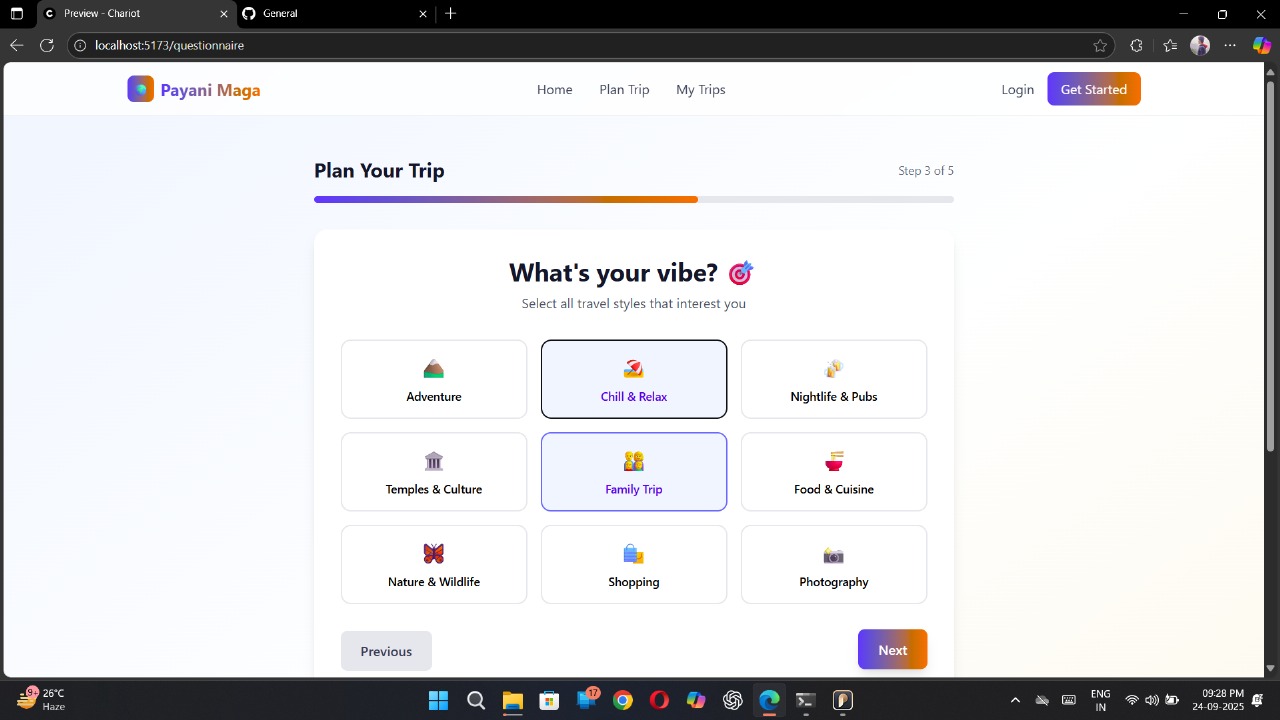 Preview - Chariot
General
localhost:5173/questionnaire
Payani Maga
Home
Plan Trip
My Trips
Login
Get Started
Plan Your Trip
Step 3 of 5
What's your vibe? 🎯
Select all travel styles that interest you
Adventure
Chill & Relax
Nightlife & Pubs
Temples & Culture
Family Trip
Food & Cuisine
Nature & Wildlife
Shopping
Photography
Previous
Next
9+
26°C
Haze
17
ENG
IN
09:28 PM
24-09-2025